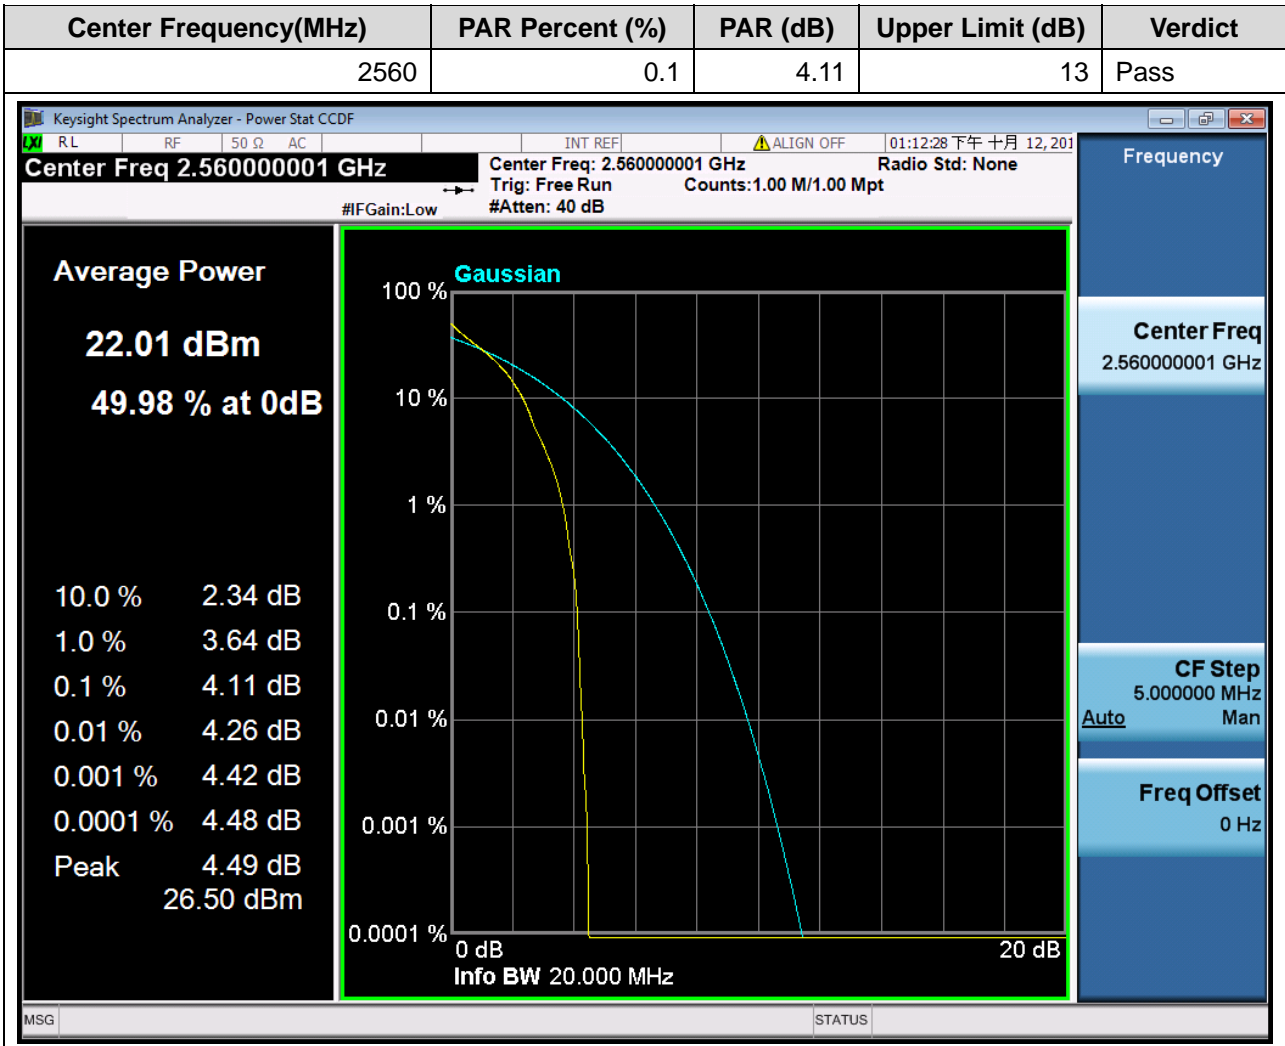 Center Frequency(MHz) PAR Percent (%) PAR (dB) Upper Limit (dB) Verdict
2560 0.1 4.11 13 Pass
Keysight Spectrum Analyzer - Power Stat CCDF
LXI RL RF 50 Ω AC INT REF ALIGN OFF 01:12:28 下午 十月 12, 201
Center Freq 2.560000001 GHz
Center Freq: 2.560000001 GHz Radio Std: None
Trig: Free Run Counts:1.00 M/1.00 Mpt
#IFGain:Low #Atten: 40 dB
Average Power
22.01 dBm
49.98 % at 0dB
10.0 % 2.34 dB
1.0 % 3.64 dB
0.1 % 4.11 dB
0.01 % 4.26 dB
0.001 % 4.42 dB
0.0001 % 4.48 dB
Peak 4.49 dB
26.50 dBm
Gaussian
100 %
10 %
1 %
0.1 %
0.01 %
0.001 %
0.0001 %
0 dB 20 dB
Info BW 20.000 MHz
Frequency
Center Freq
2.560000001 GHz
CF Step
5.000000 MHz
Auto Man
Freq Offset
0 Hz
MSG STATUS